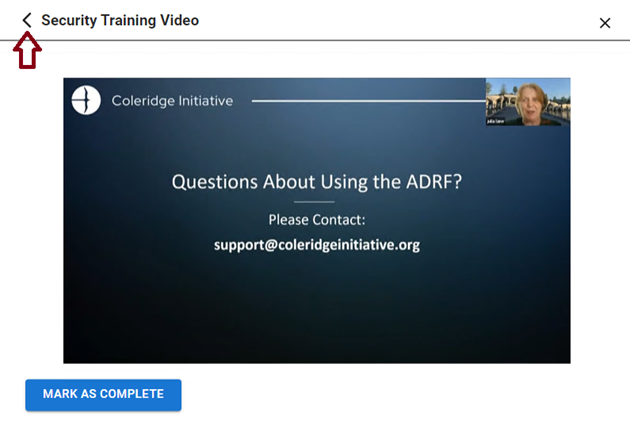 Security Training Video
Coleridge Initiative
Questions About Using the ADRF?
Please Contact:
support@coleridgeinitiative.org
MARK AS COMPLETE